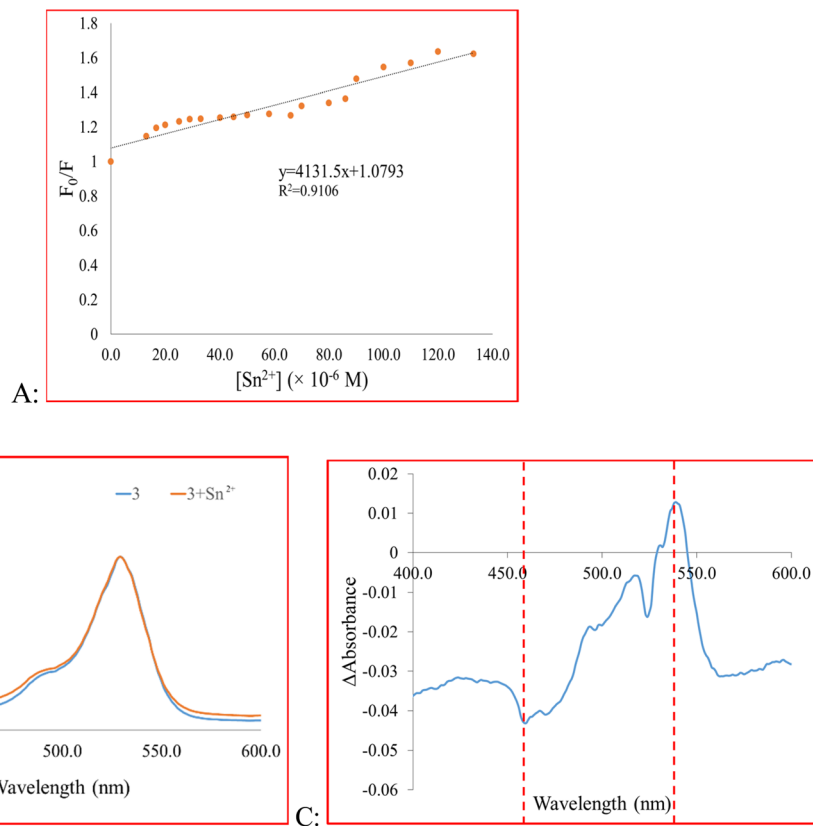 1.8
1.6
1.4
1.2
1
0.8
0.6
0.4
0.2
0
F₀/F
y=4131.5x+1.0793
R²=0.9106
0.0 20.0 40.0 60.0 80.0 100.0 120.0 140.0
[Sn²⁺] (× 10⁻⁶ M)
A:
3 3+Sn²⁺
500.0 550.0 600.0
Wavelength (nm)
C:
0.02
0.01
0
-0.01
-0.02
-0.03
-0.04
-0.05
-0.06
400.0 450.0 500.0 550.0 600.0
ΔAbsorbance
Wavelength (nm)